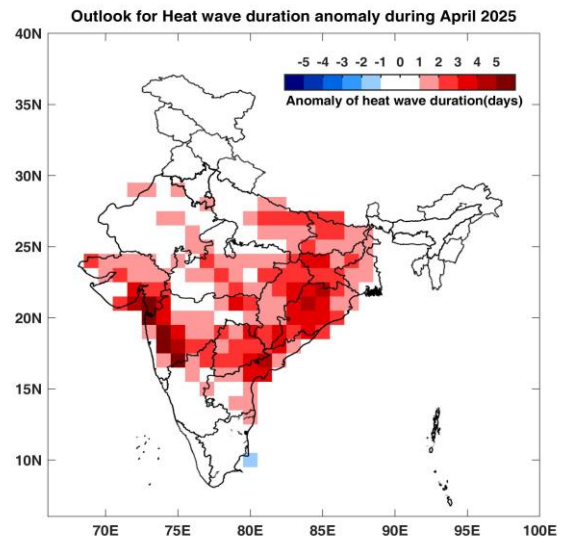 Outlook for Heat wave duration anomaly during April 2025
40N
-5 -4 -3 -2 -1 0 1 2 3 4 5
35N
Anomaly of heat wave duration(days)
30N
25N
20N
15N
10N
70E 75E 80E 85E 90E 95E 100E